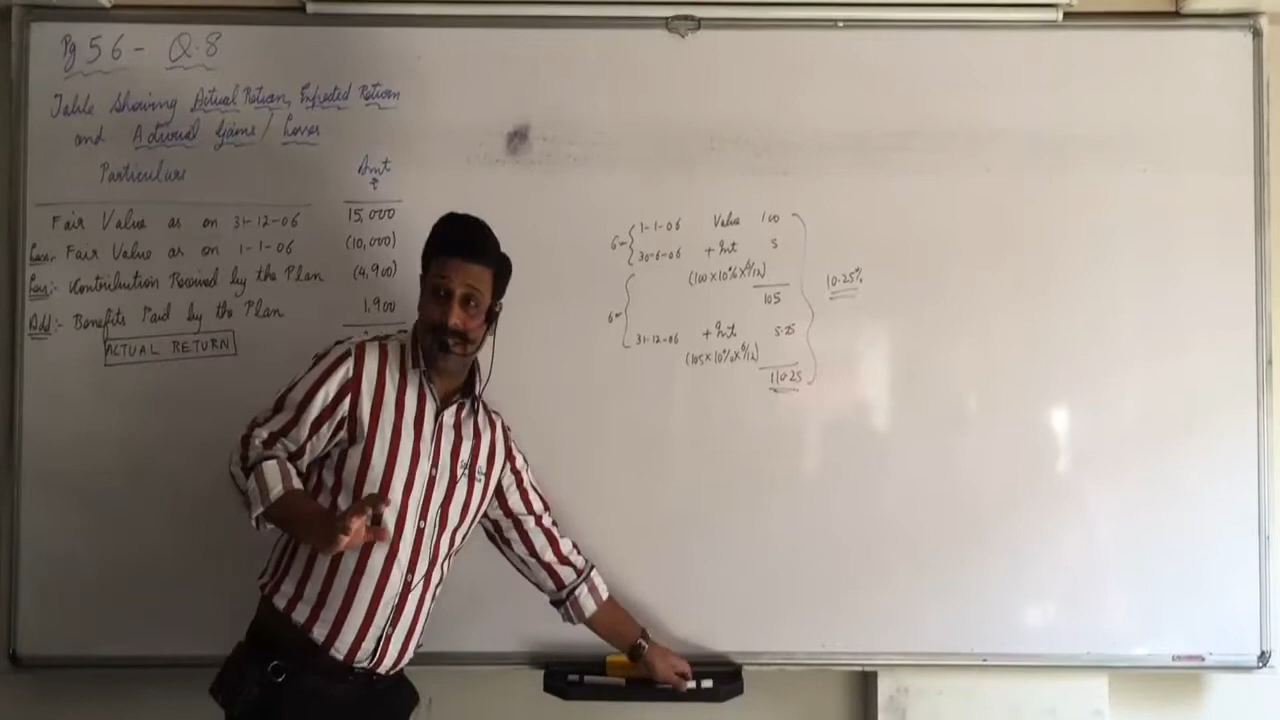 Pg 56 - Q.8
Table Showing Actual Return, Expected Return
and Acturial Gains / Losses
Particulars Amt
₹
Fair Value as on 31-12-06 15,000
Less:- Fair Value as on 1-1-06 (10,000)
Less:- Contribution Received by the Plan (4,900)
Add:- Benefits Paid by the Plan 1,900
ACTUAL RETURN
6 1-1-06 Value 100
30-6-06 + Int 5
(100 x 10% x 6/12)
105
6 31-12-06 + Int 5.25
(105 x 10% x 6/12)
110.25
10.25%